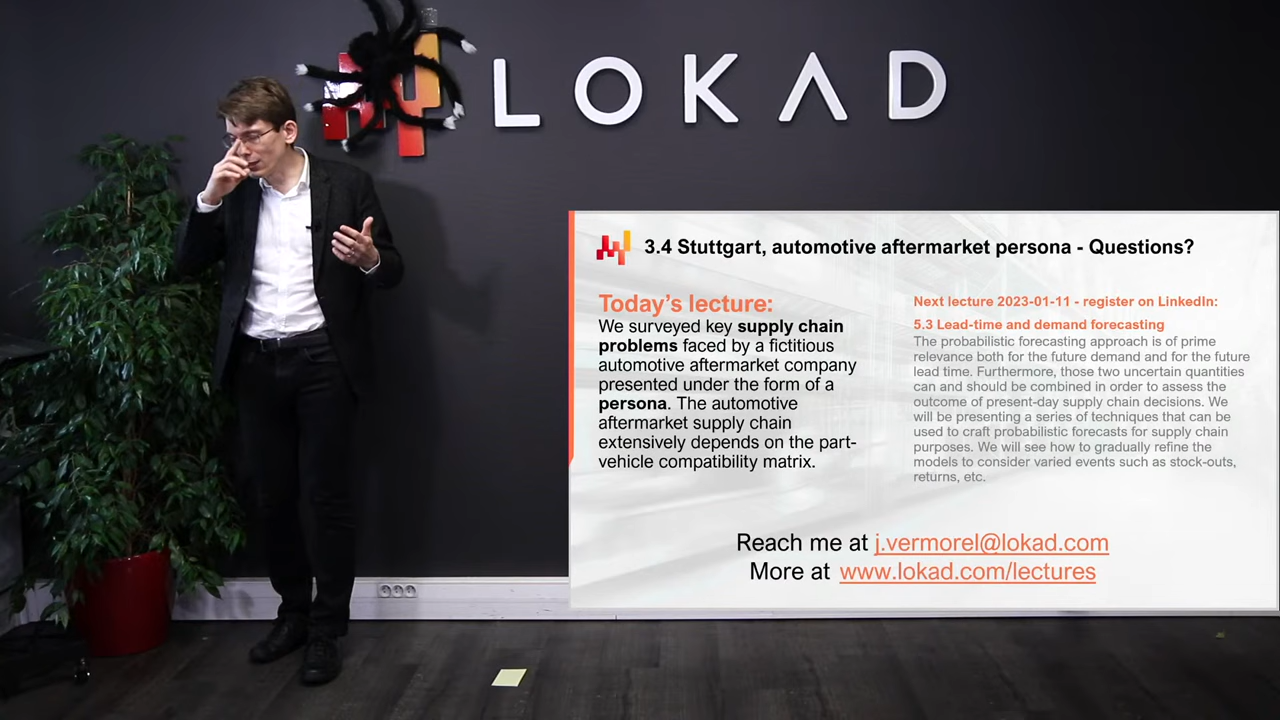 LOKAD
3.4 Stuttgart, automotive aftermarket persona - Questions?
Today's lecture:
We surveyed key supply chain
problems faced by a fictitious
automotive aftermarket company
presented under the form of a
persona. The automotive
aftermarket supply chain
extensively depends on the part-
vehicle compatibility matrix.
Next lecture 2023-01-11 - register on LinkedIn:
5.3 Lead-time and demand forecasting
The probabilistic forecasting approach is of prime
relevance both for the future demand and for the future
lead time. Furthermore, those two uncertain quantities
can and should be combined in order to assess the
outcome of present-day supply chain decisions. We
will be presenting a series of techniques that can be
used to craft probabilistic forecasts for supply chain
purposes. We will see how to gradually refine the
models to consider varied events such as stock-outs,
returns, etc.
Reach me at j.vermorel@lokad.com
More at www.lokad.com/lectures